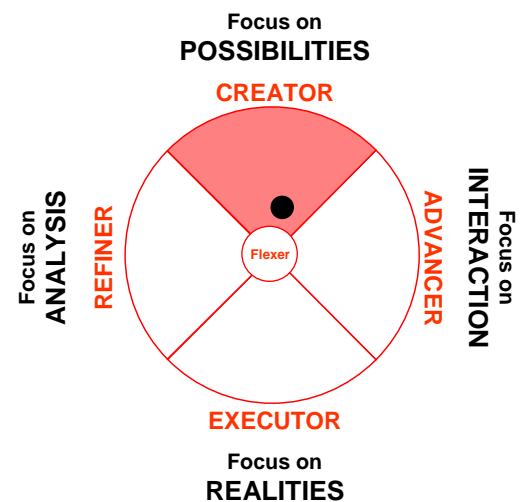 Focus on
POSSIBILITIES
CREATOR
Focus on
ANALYSIS
REFINER
Flexer
ADVANCER
INTERACTION
Focus on
EXECUTOR
Focus on
REALITIES